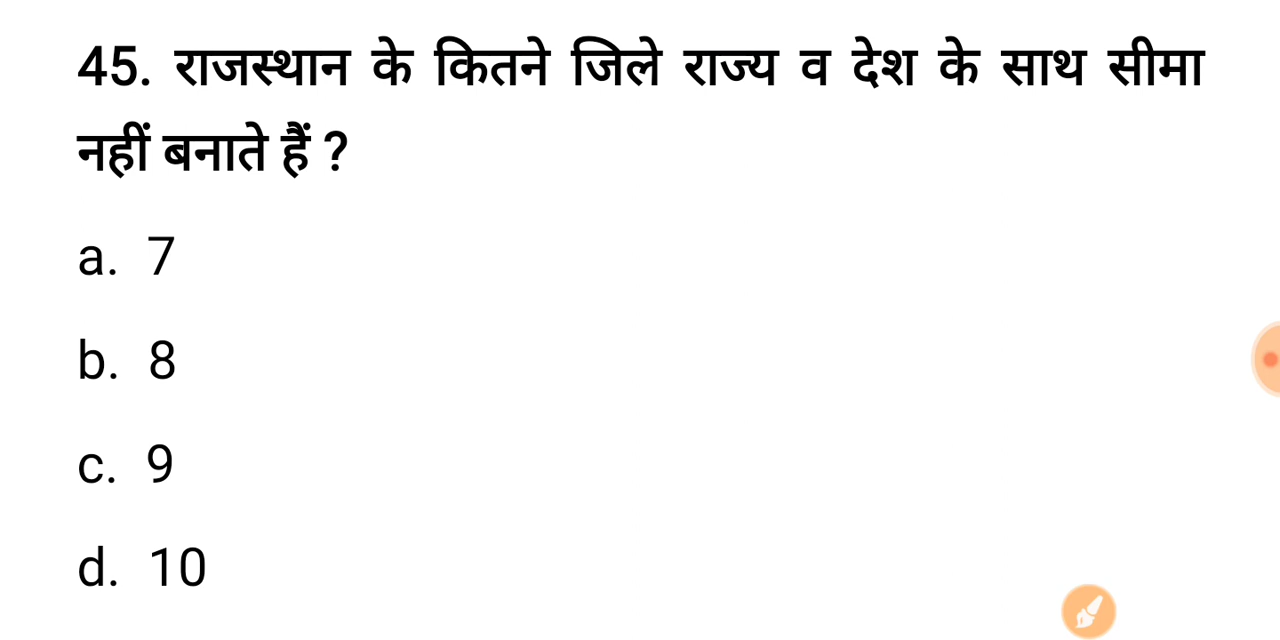 45. राजस्थान के कितने जिले राज्य व देश के साथ सीमा
नहीं बनाते हैं ?
a. 7
b. 8
c. 9
d. 10